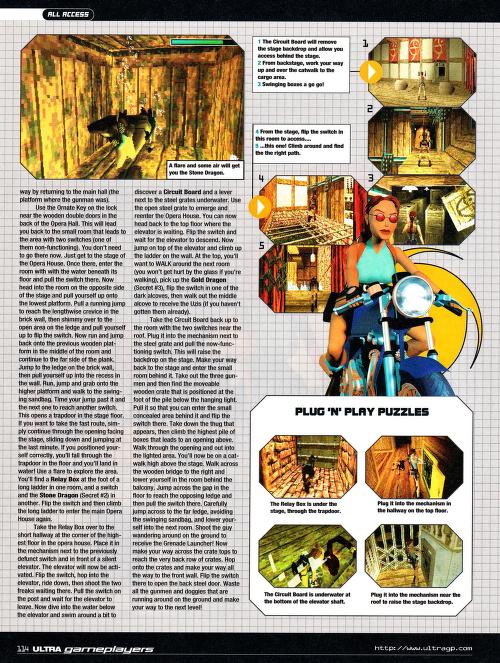 ALL ACCESS
1 The Circuit Board will remove
the stage backdrop and allow you
access behind the stage.
2 From backstage, work your way
up and over the catwalk to the
cargo area.
3 Swinging boxes a go go!
1
2
4 From the stage, flip the switch in
this room to access....
5 ...this one! Climb around and find
the the right path.
A flare and some air will get
you the Stone Dragon.
4
3
5
way by returning to the main hall (the
platform where the gunman was).
Use the Ornate Key on the lock
near the wooden double doors in the
back of the Opera Hall. This will lead
you back to the small room that leads to
the area with two switches (one of
them non-functioning). You don't need
to go there now. Just get to the stage of
the Opera House. Once there, enter the
room with with the water beneath its
floor and pull the switch there. Now
head into the room on the opposite side
of the stage and pull yourself up onto
the lowest platform. Pull a running jump
to reach the lengthwise crevice in the
brick wall, then shimmy over to the
open area on the ledge and pull yourself
up to flip the switch. Now run and jump
back onto the previous wooden plat-
form in the middle of the room and
continue to the far side of the plank.
Jump to the ledge on the brick wall,
then pull yourself up into the recess in
the wall. Run, jump and grab onto the
higher platform and walk to the swing-
ing sandbag. Time your jump past it and
the next one to reach another switch.
This opens a trapdoor in the stage floor.
If you want to take the fast route, sim-
ply continue through the opening facing
the stage, sliding down and jumping at
the last minute. If you positioned your-
self correctly, you'll fall through the
trapdoor in the floor and you'll land in
water! Use a flare to explore the area.
You'll find a Relay Box at the foot of a
long ladder in one room, and a switch
and the Stone Dragon (Secret #2) in
another. Flip the switch and then climb
the long ladder to enter the main Opera
House again.
Take the Relay Box over to the
short hallway at the corner of the high-
est floor in the opera house. Place it in
the mechanism next to the previously
defunct switch and in front of a silent
elevator. The elevator will now be acti-
vated. Flip the switch, hop into the
elevator, ride down, then shoot the two
freaks waiting there. Pull the switch on
the post and wait for the elevator to
leave. Now dive into the water below
the elevator and swim around a bit to
discover a Circuit Board and a lever
next to the steel grates underwater. Use
the open steel grate to emerge and
reenter the Opera House. You can now
head back to the top floor where the
elevator is waiting. Flip the switch and
wait for the elevator to descend. Now
jump on top of the elevator and climb up
the ladder on the wall. At the top, you'll
want to WALK around the next room
(you won't get hurt by the glass if you're
walking), pick up the Gold Dragon
(Secret #3), flip the switch in one of the
dark alcoves, then walk out the middle
alcove to receive the Uzis (if you haven't
gotten them already).
Take the Circuit Board back up to
the room with the two switches near the
roof. Plug it into the mechanism next to
the steel grate and pull the now-func-
tioning switch. This will raise the
backdrop on the stage. Make your way
back to the stage and enter the small
room behind it. Take out the three gun-
men and then find the moveable
wooden crate that is positioned at the
foot of the pile below the hanging light.
Pull it so that you can enter the small
concealed area behind it and flip the
switch there. Take down the thug that
appears, then climb the highest pile of
boxes that leads to an opening above.
Walk through the opening and out into
the lighted area. You'll now be on a cat-
walk high above the stage. Walk across
the wooden bridge to the right and
lower yourself in the room behind the
balcony. Jump across the gap in the
floor to reach the opposing ledge and
then pull the switch there. Carefully
jump across to the far ledge, avoiding
the swinging sandbag, and lower your-
self into the next room. Shoot the guy
wandering around on the ground to
receive the Grenade Launcher! Now
make your way across the crate tops to
reach the very back row of crates. Hop
onto the crates and make your way all
the way to the front wall. Flip the switch
there to open the back steel door. Waste
all the gunmen and doggies that are
running around on the ground and make
your way to the next level!
PLUG 'N' PLAY PUZZLES
The Relay Box is under the
stage, through the trapdoor.
Plug it into the mechanism in
the hallway on the top floor.
The Circuit Board is underwater at
the bottom of the elevator shaft.
Plug it into the mechanism near the
roof to raise the stage backdrop.
114 ULTRA gameplayers
http://www.ultragp.com